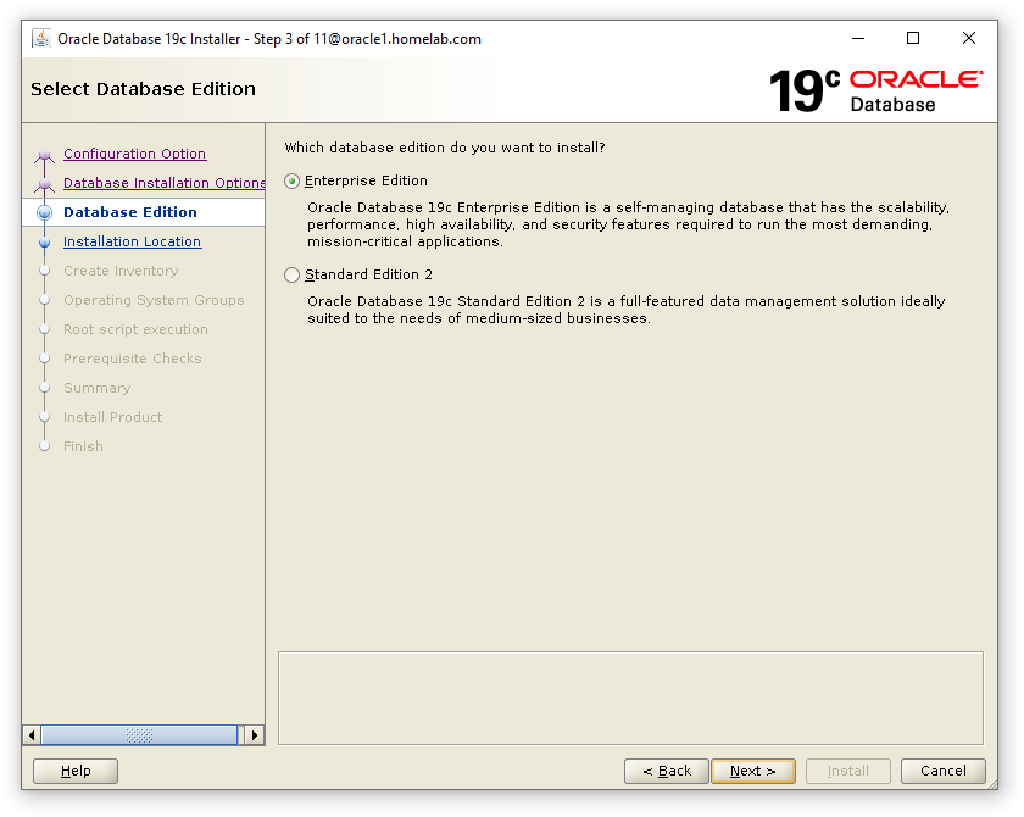 Oracle Database 19c Installer - Step 3 of 11@oracle1.homelab.com
Select Database Edition
19c ORACLE
Database
Configuration Option
Database Installation Options
Database Edition
Installation Location
Create Inventory
Operating System Groups
Root script execution
Prerequisite Checks
Summary
Install Product
Finish
Which database edition do you want to install?
Enterprise Edition
Oracle Database 19c Enterprise Edition is a self-managing database that has the scalability,
performance, high availability, and security features required to run the most demanding,
mission-critical applications.
Standard Edition 2
Oracle Database 19c Standard Edition 2 is a full-featured data management solution ideally
suited to the needs of medium-sized businesses.
Help
< Back
Next >
Install
Cancel